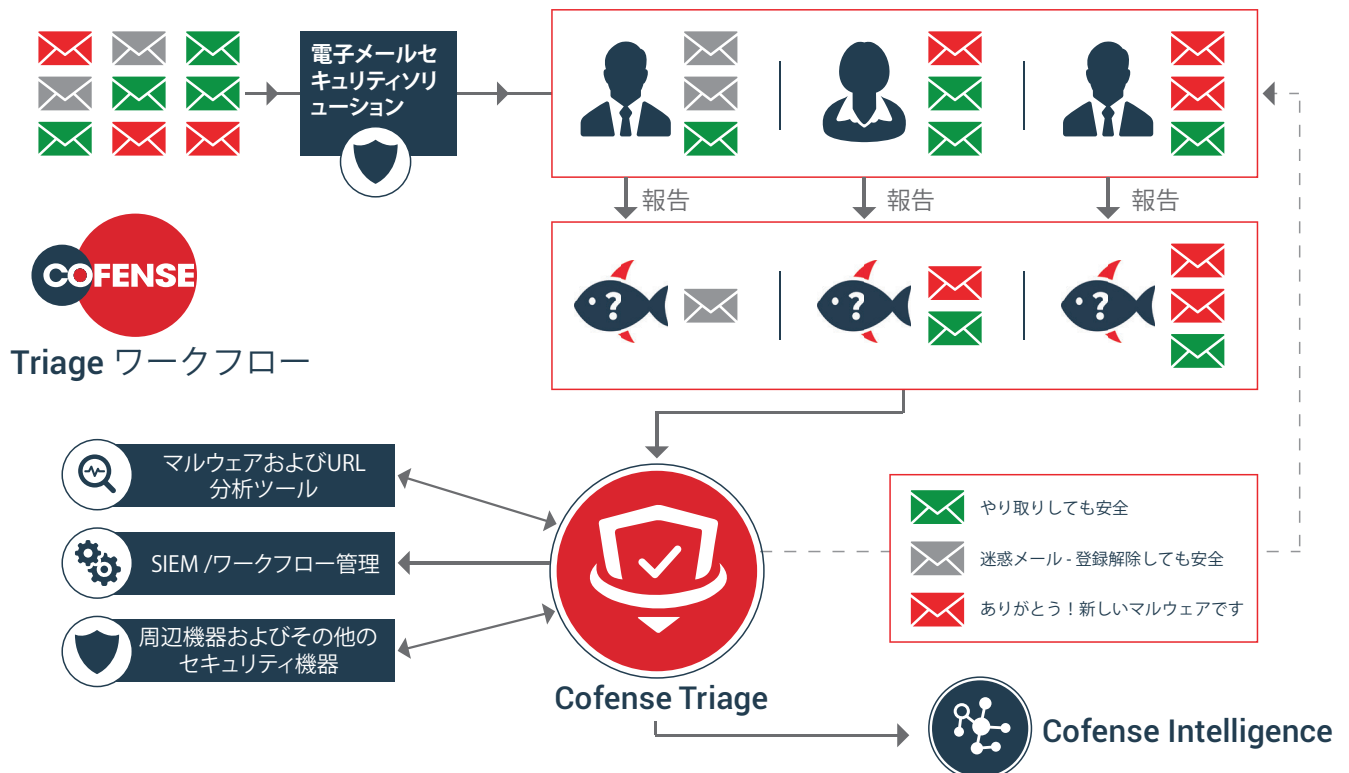 電子メールセ
キュリティソリ
ューション
報告
報告
報告
?
?
?
COFENSE
Triage ワークフロー
マルウェアおよびURL
分析ツール
SIEM /ワークフロー管理
周辺機器およびその他の
セキュリティ機器
Cofense Triage
やり取りしても安全
迷惑メール - 登録解除しても安全
ありがとう！新しいマルウェアです
Cofense Intelligence